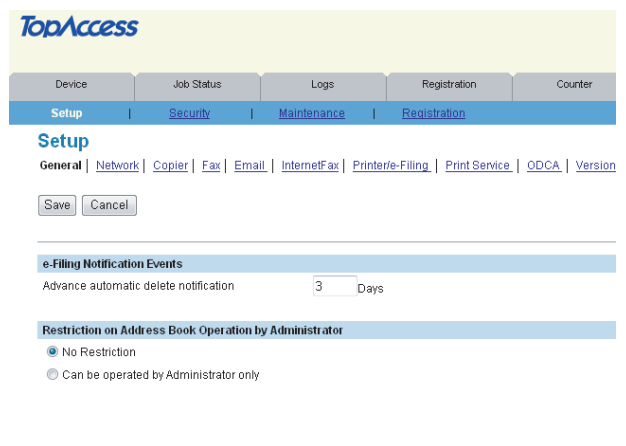 TopAccess
Device Job Status Logs Registration Counter
Setup | Security | Maintenance | Registration
Setup
General | Network | Copier | Fax | Email | InternetFax | Printer/e-Filing | Print Service | ODCA | Version
Save Cancel
e-Filing Notification Events
Advance automatic delete notification 3 Days
Restriction on Address Book Operation by Administrator
No Restriction
Can be operated by Administrator only